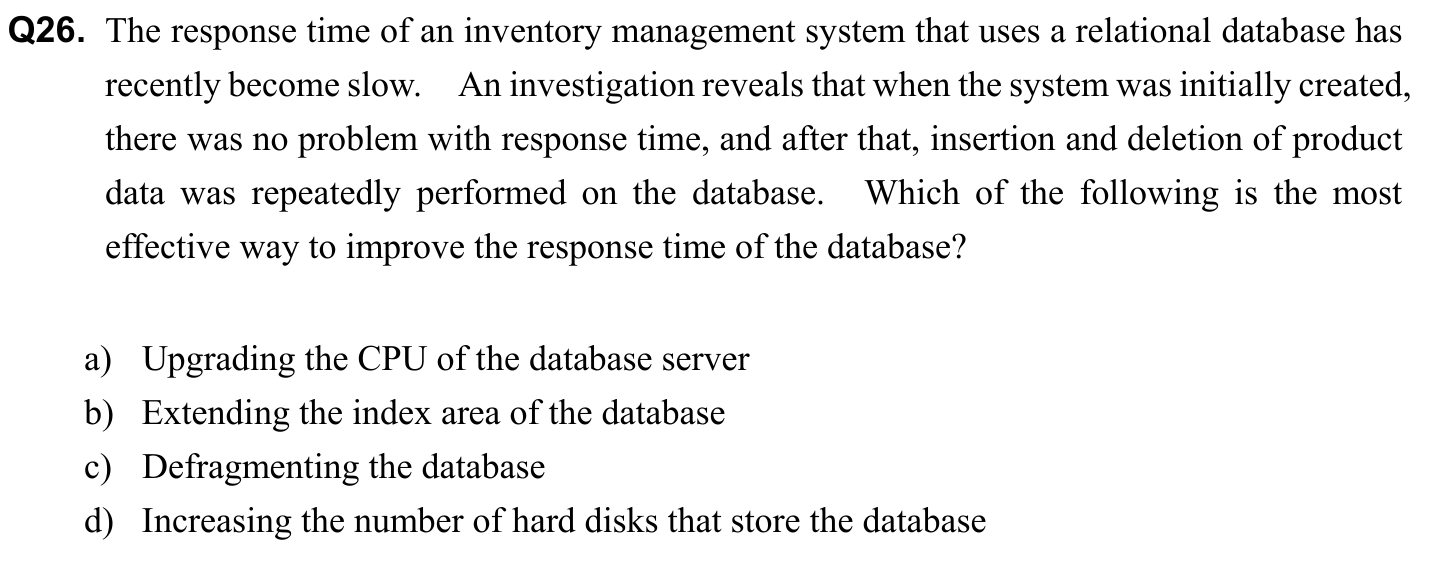 Q26. The response time of an inventory management system that uses a relational database has
recently become slow. An investigation reveals that when the system was initially created,
there was no problem with response time, and after that, insertion and deletion of product
data was repeatedly performed on the database. Which of the following is the most
effective way to improve the response time of the database?
a) Upgrading the CPU of the database server
b) Extending the index area of the database
c) Defragmenting the database
d) Increasing the number of hard disks that store the database